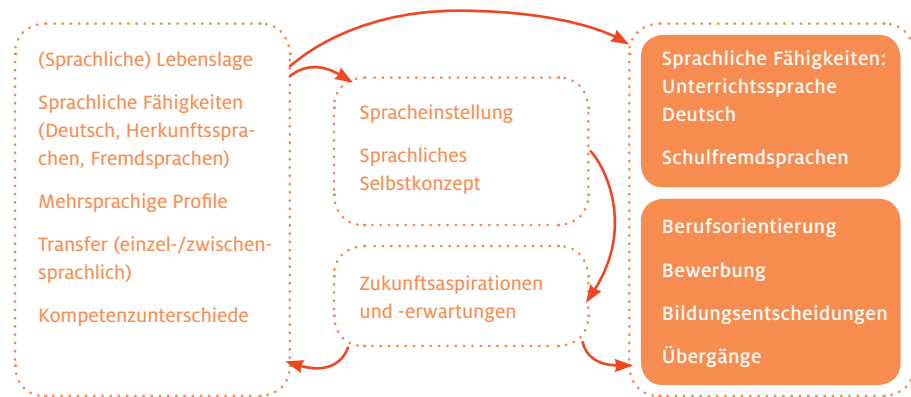 (Sprachliche) Lebenslage
Sprachliche Fähigkeiten
(Deutsch, Herkunftsspra-
chen, Fremdsprachen)
Mehrsprachige Profile
Transfer (einzel-/zwischen-
sprachlich)
Kompetenzunterschiede
Spracheinstellung
Sprachliches
Selbstkonzept
Zukunftsaspirationen
und -erwartungen
Sprachliche Fähigkeiten:
Unterrichtssprache
Deutsch
Schulfremdsprachen
Berufsorientierung
Bewerbung
Bildungsentscheidungen
Übergänge